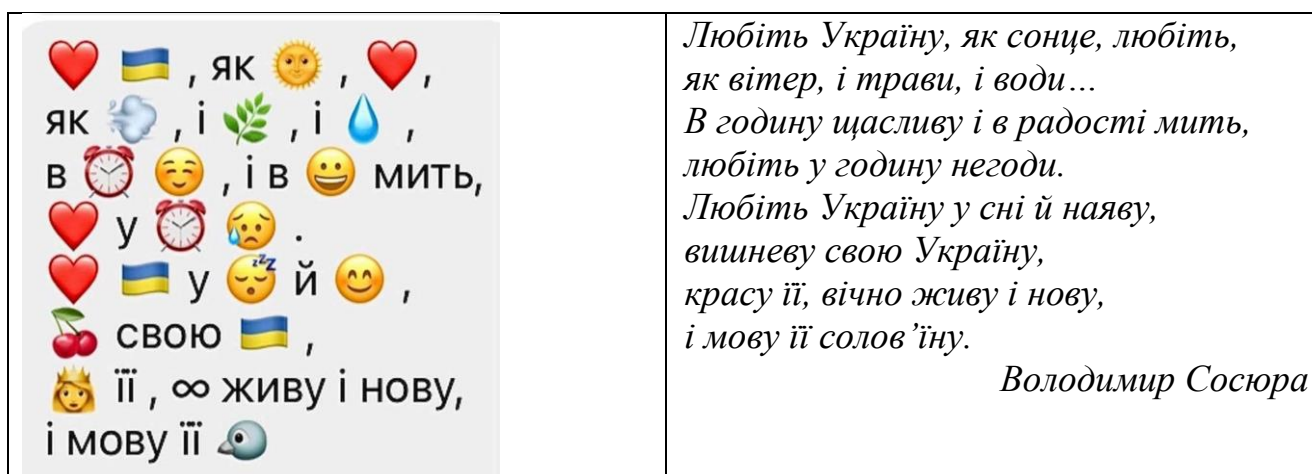 ❤️ 🇺🇦 , як 🌞 , ❤️,
як 💨 , і 🌿 , і 💧 ,
в ⏰ ☺️ , і в 😀 мить,
❤️ у ⏰ 😥 .
❤️ 🇺🇦 у 😴 й 😊 ,
🍒 свою 🇺🇦 ,
👸 її , ∞ живу і нову,
і мову її 🐦
Любіть Україну, як сонце, любіть,
як вітер, і трави, і води…
В годину щасливу і в радості мить,
любіть у годину негоди.
Любіть Україну у сні й наяву,
вишневу свою Україну,
красу її, вічно живу і нову,
і мову її солов’їну.
Володимир Сосюра